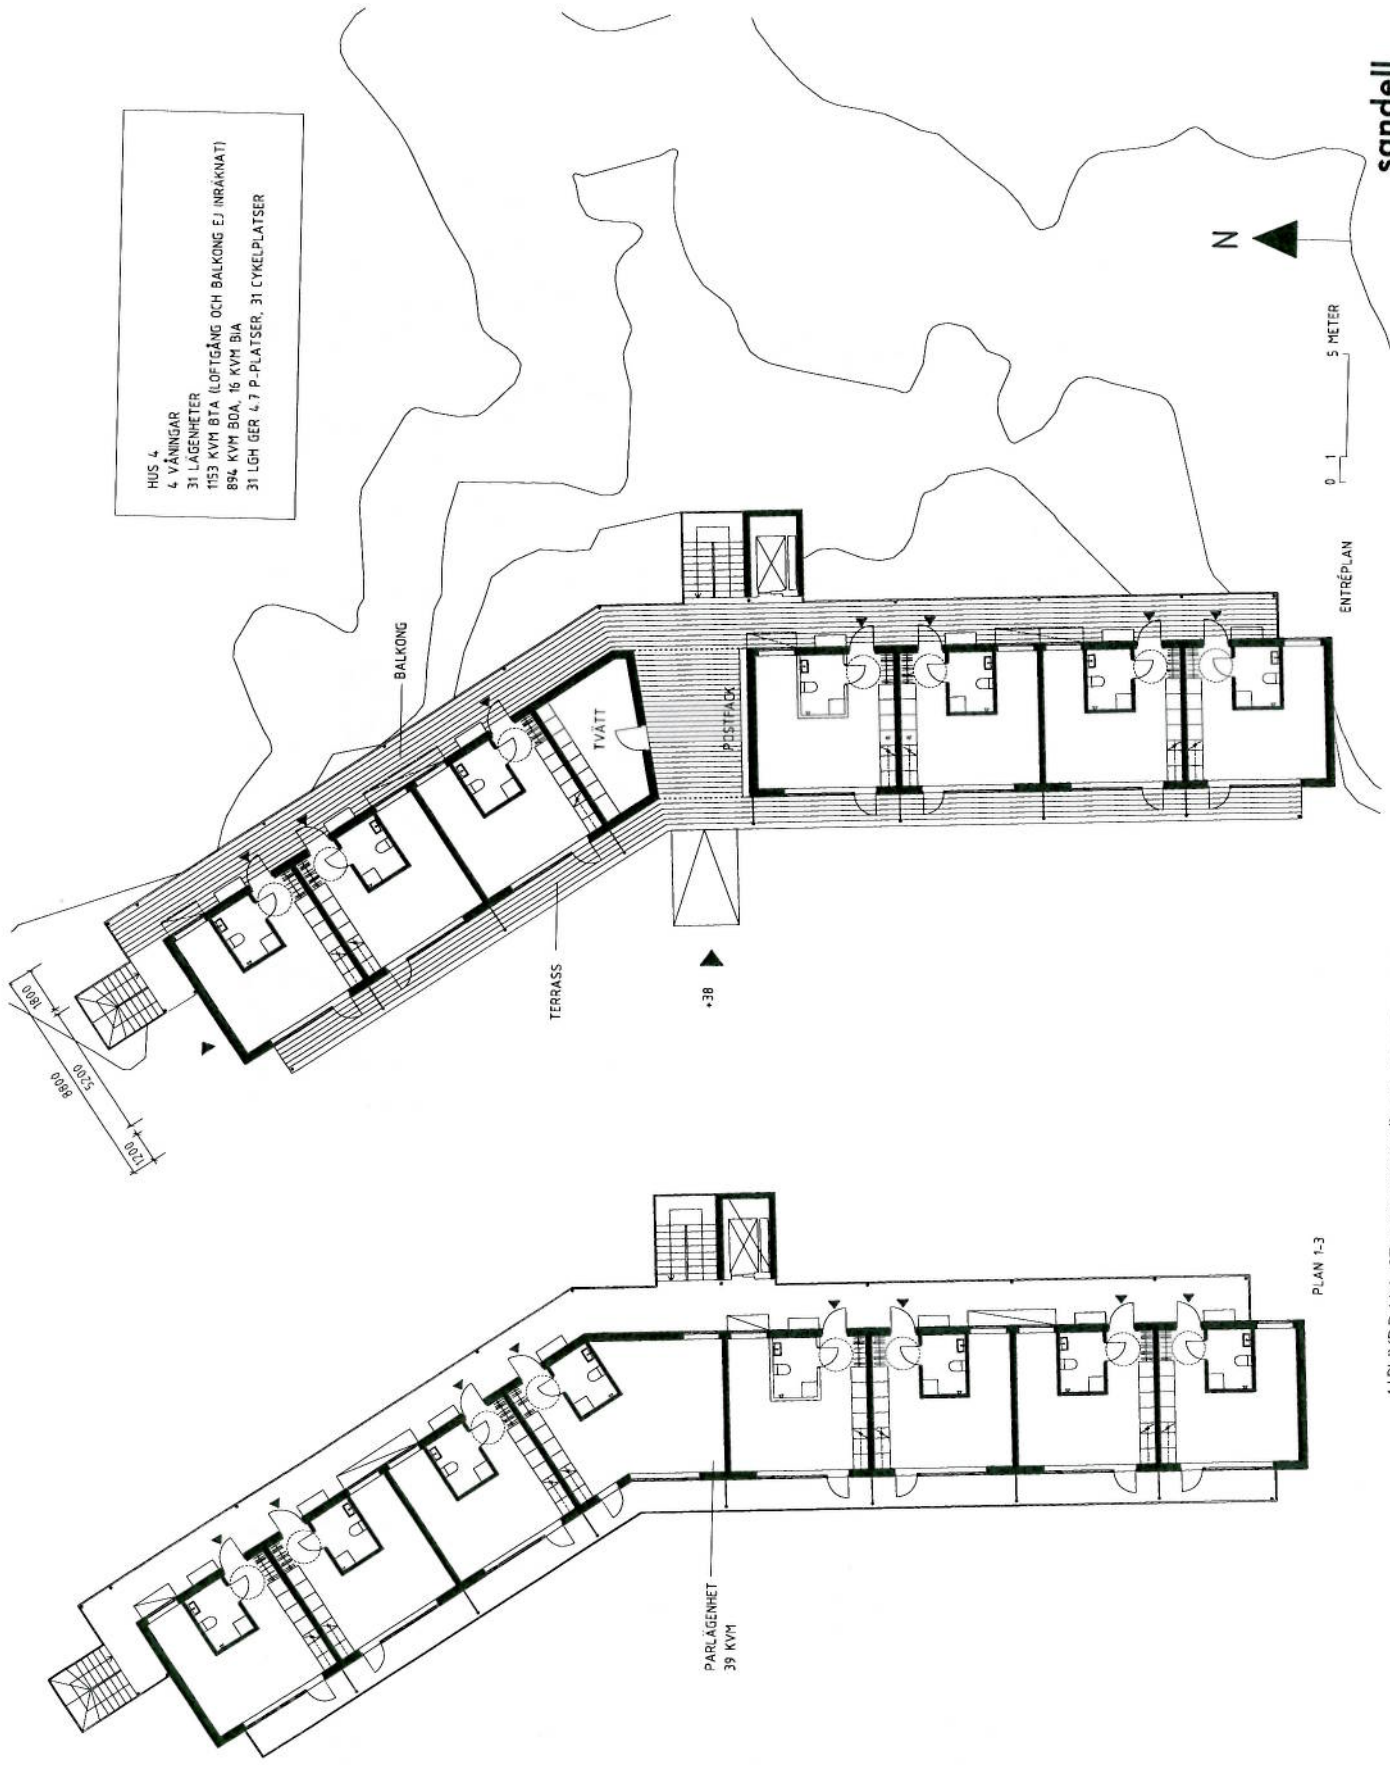 HUS 4
4 VÅNINGAR
31 LÄGENHETER
1153 KVM BTA (LOFTGÅNG OCH BALKONG EJ INRÄKNAT)
894 KVM BOA, 16 KVM BIA
31 LGH GER 4.7 P-PLATSER, 31 CYKELPLATSER
sandell
N
0 1 5 METER
ENTRÉPLAN
BALKONG
TVÄTT
POSTFACK
TERRASS
+38
1800
5200
8800
1200
PLAN 1-3
PARLÄGENHET
39 KVM